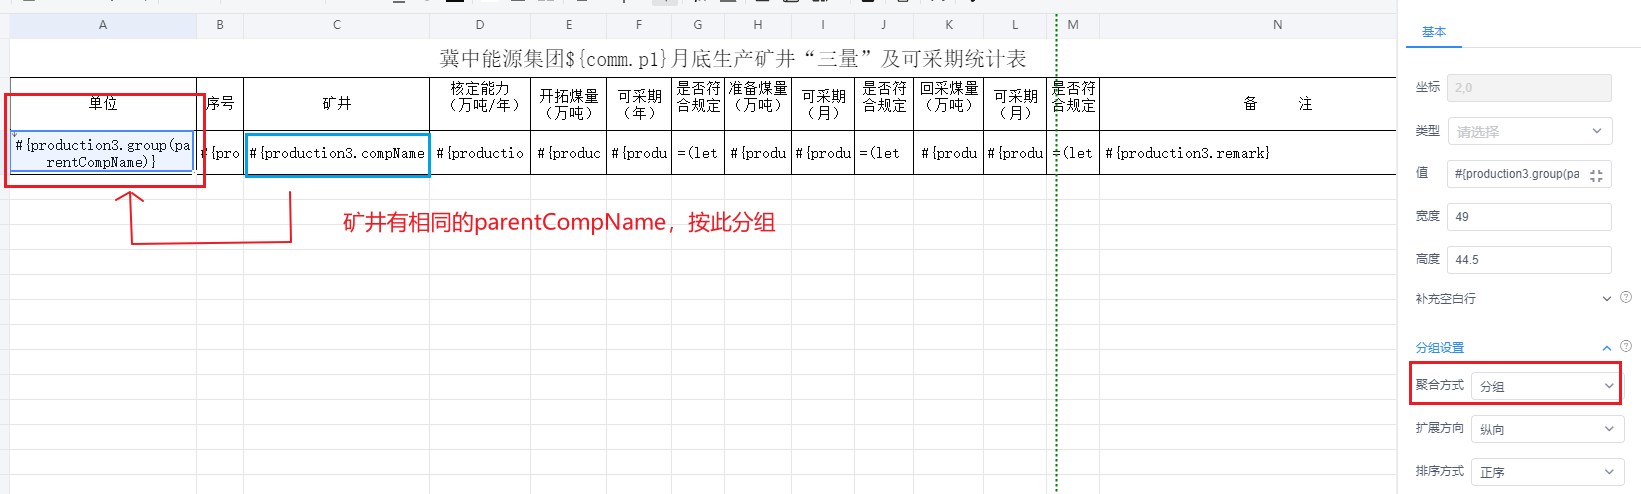 A B C D E F G H I J K L M N
冀中能源集团${comm.p1}月底生产矿井“三量”及可采期统计表
单位 序号 矿井 核定能力（万吨/年） 开拓煤量（万吨） 可采期（年） 是否符合规定 准备煤量（万吨） 可采期（月） 是否符合规定 回采煤量（万吨） 可采期（月） 是否符合规定 备 注
#{production3.group(parentCompName)} #{pro #{production3.compName #{productio #{produc #{produ =(let #{produ #{produ =(let #{produ #{produ =(let #{production3.remark}
矿井有相同的parentCompName，按此分组
基本
坐标 2,0
类型 请选择
值 #{production3.group(pa
宽度 49
高度 44.5
补充空白行
分组设置
聚合方式 分组
扩展方向 纵向
排序方式 正序